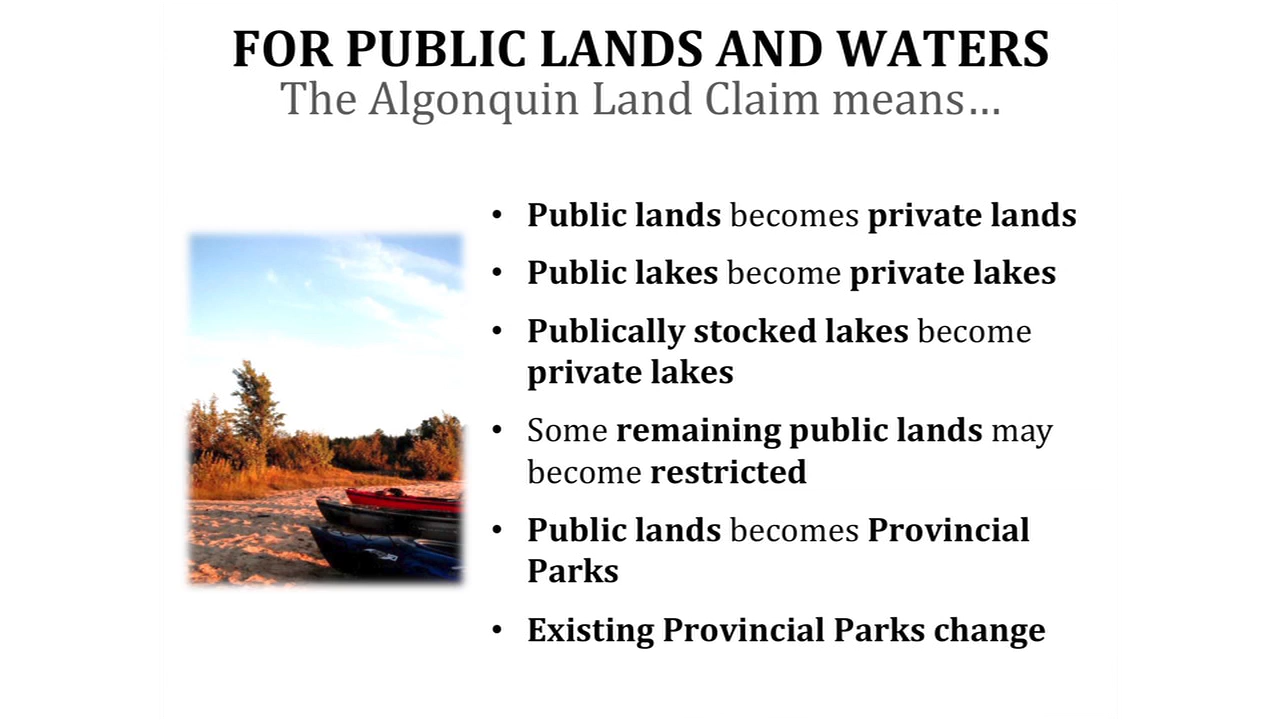 FOR PUBLIC LANDS AND WATERS
The Algonquin Land Claim means…
• Public lands becomes private lands
• Public lakes become private lakes
• Publically stocked lakes become
private lakes
• Some remaining public lands may
become restricted
• Public lands becomes Provincial
Parks
• Existing Provincial Parks change